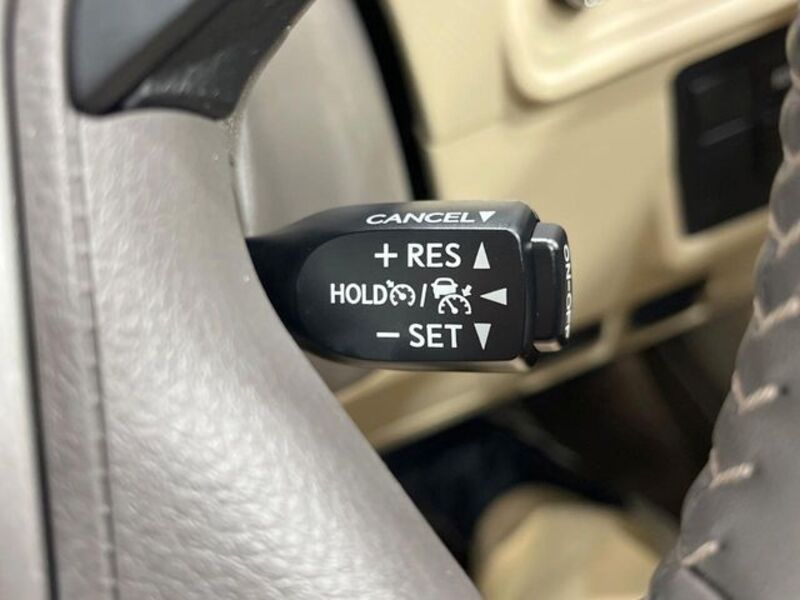 CANCEL▼
+ RES ▲
HOLD / ◀
− SET ▼
ON-OFF